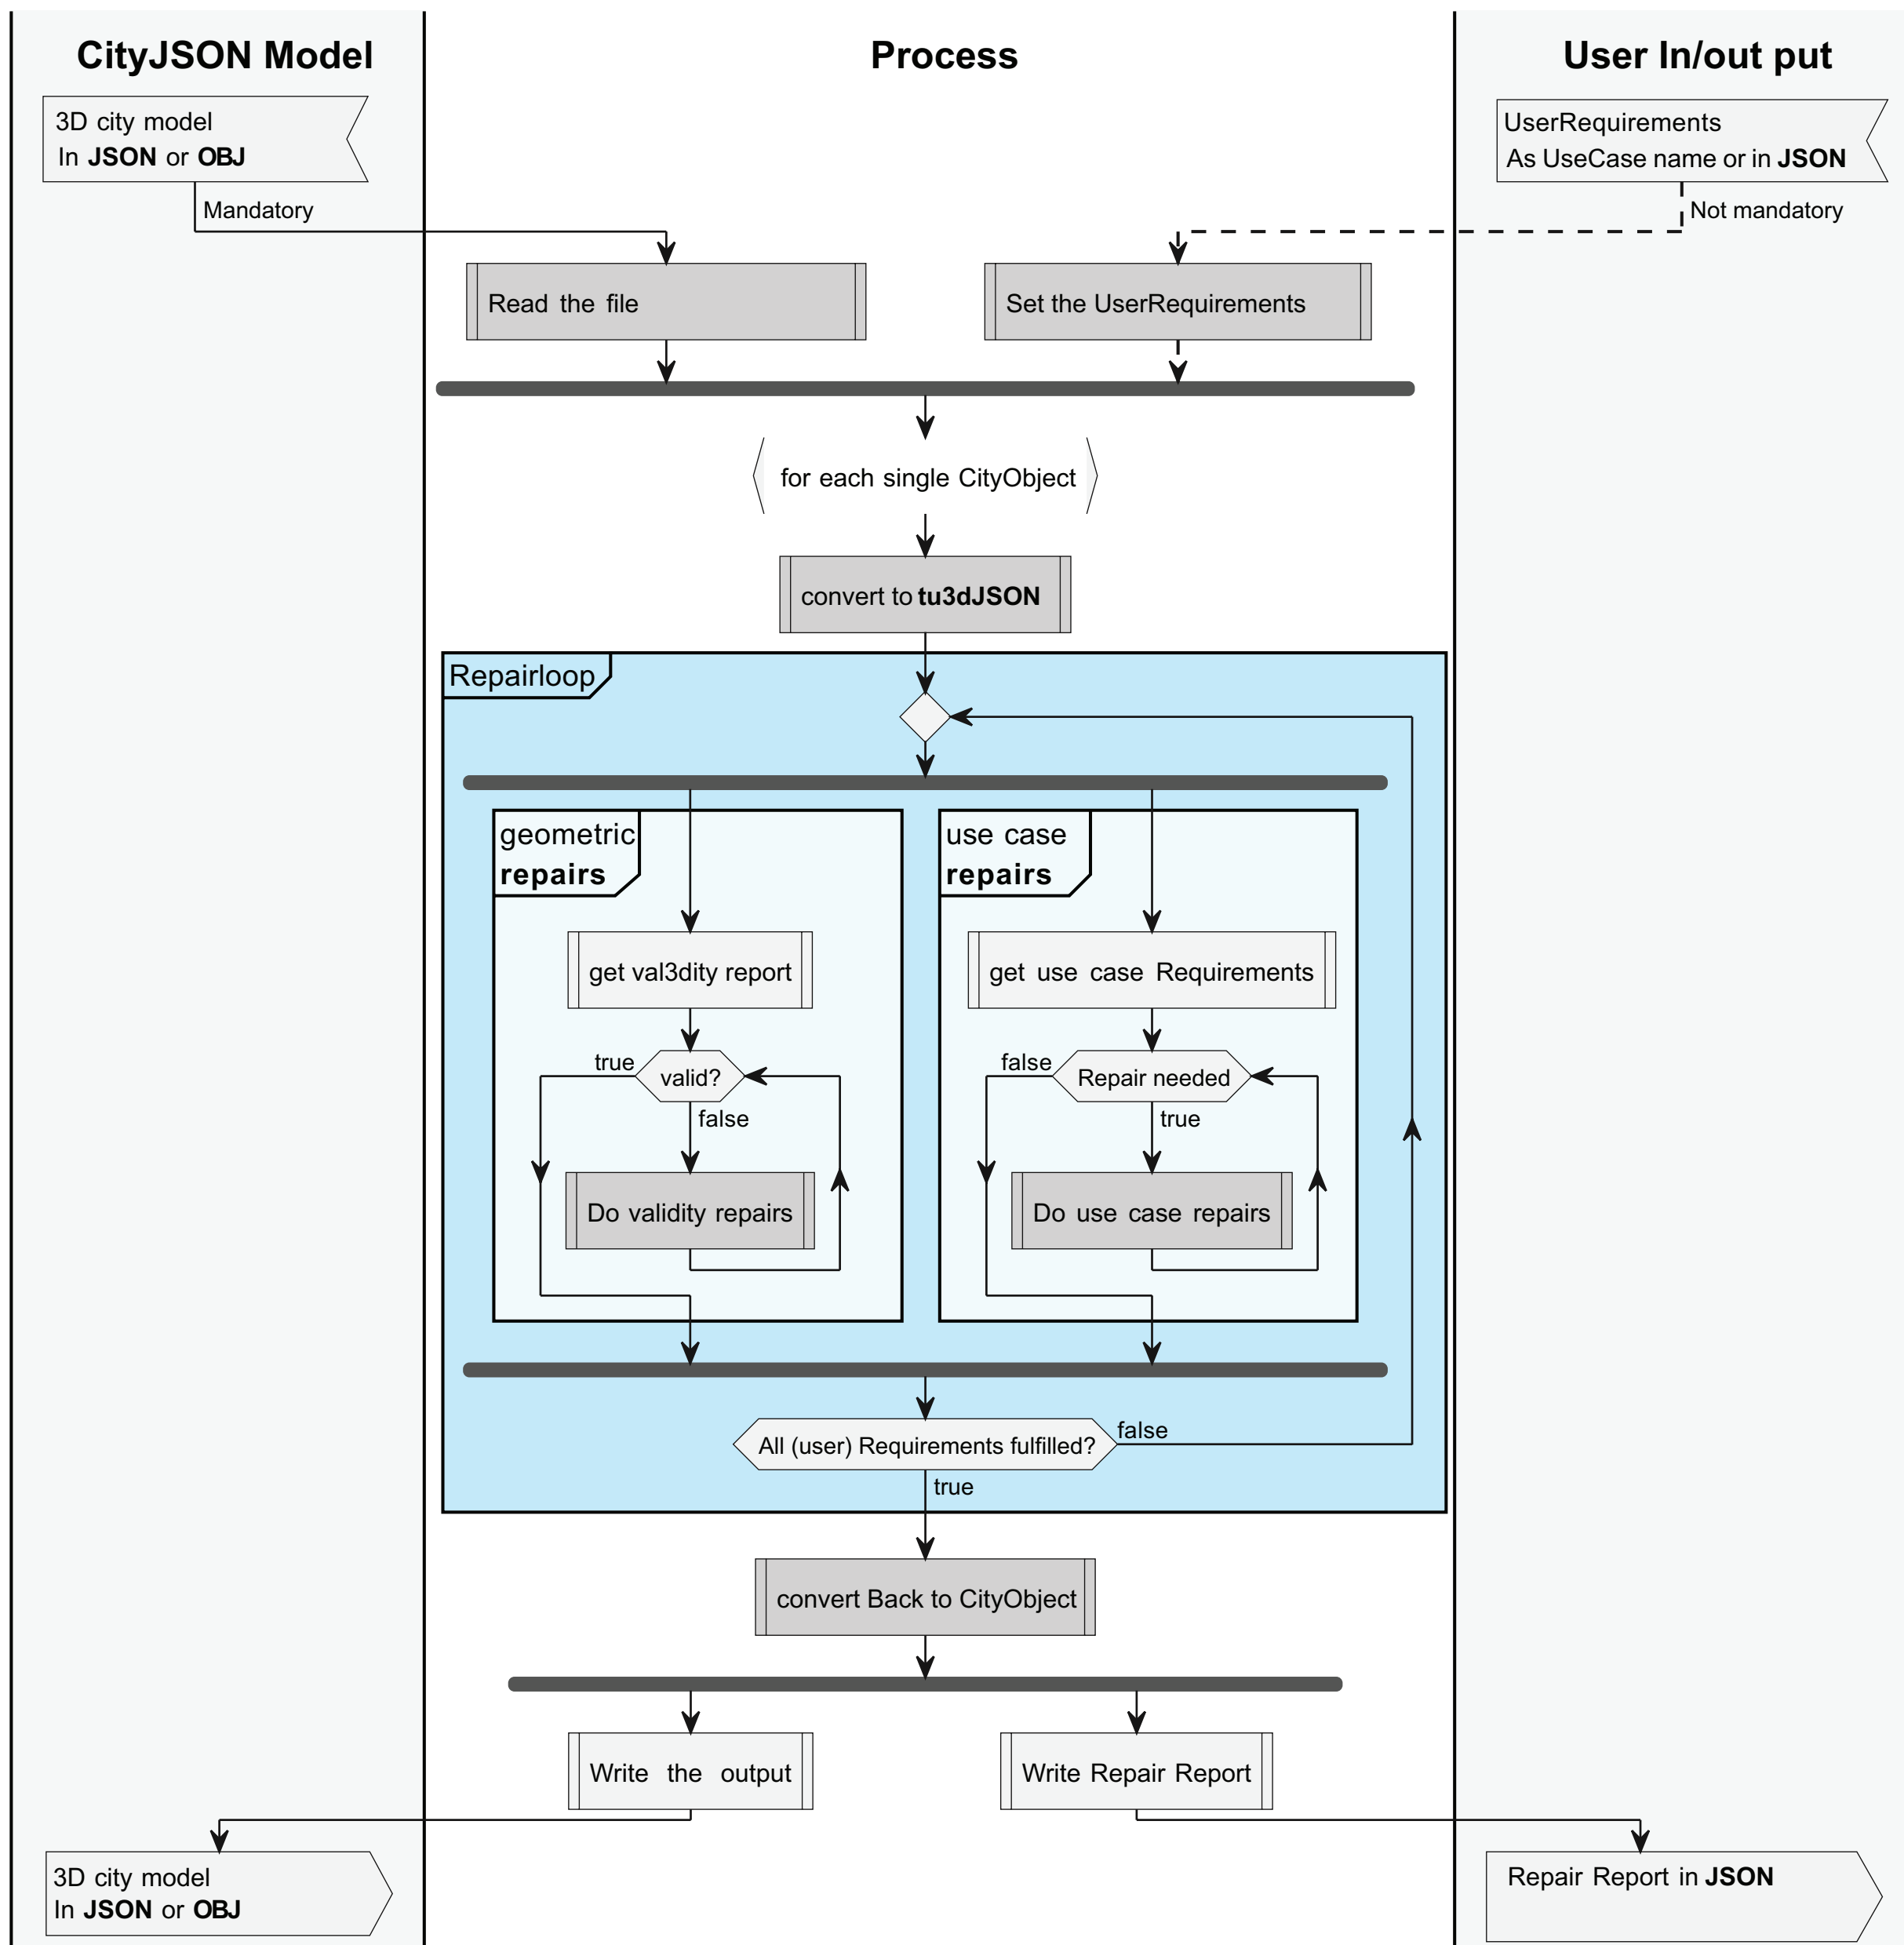 CityJSON Model
Process
User In/out put
3D city model
In JSON or OBJ
UserRequirements
As UseCase name or in JSON
Mandatory
Not mandatory
Read the file
Set the UserRequirements
for each single CityObject
convert to tu3dJSON
Repairloop
geometric
repairs
use case
repairs
get val3dity report
get use case Requirements
true
valid?
false
false
Repair needed
true
Do validity repairs
Do use case repairs
All (user) Requirements fulfilled?
false
true
convert Back to CityObject
Write the output
Write Repair Report
3D city model
In JSON or OBJ
Repair Report in JSON